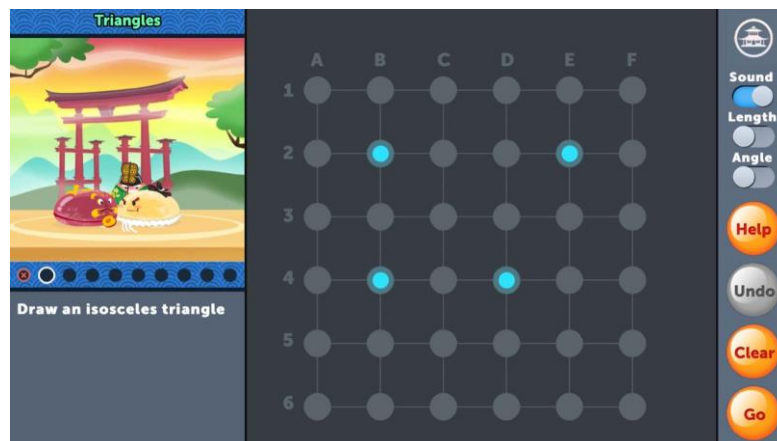 Triangles
A B C D E F
1
2
3
4
5
6
Draw an isosceles triangle
Sound
Length
Angle
Help
Undo
Clear
Go